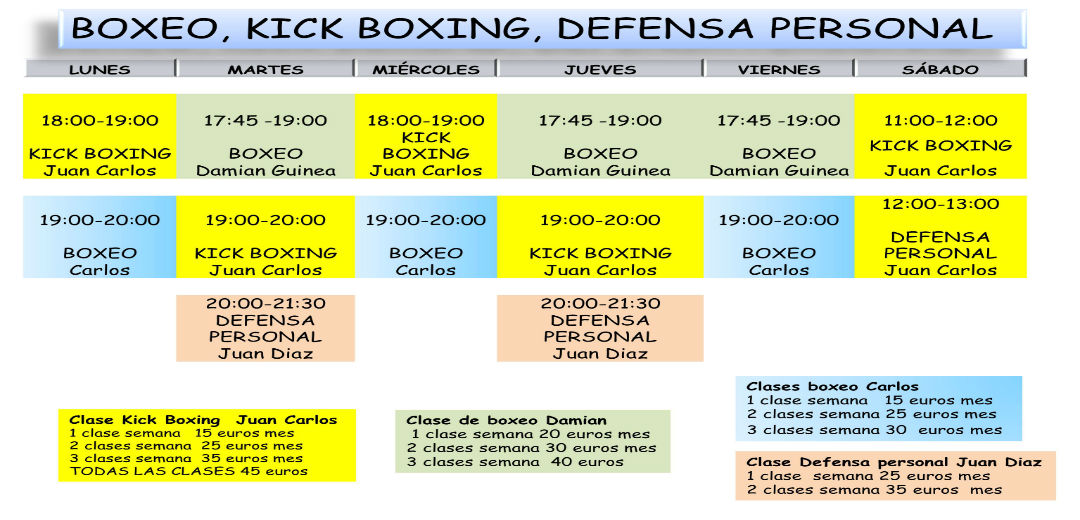 BOXEO, KICK BOXING, DEFENSA PERSONAL
LUNES MARTES MIÉRCOLES JUEVES VIERNES SÁBADO
18:00-19:00
KICK BOXING
Juan Carlos
17:45 -19:00
BOXEO
Damian Guinea
18:00-19:00
KICK
BOXING
Juan Carlos
17:45 -19:00
BOXEO
Damian Guinea
17:45 -19:00
BOXEO
Damian Guinea
11:00-12:00
KICK BOXING
Juan Carlos
19:00-20:00
BOXEO
Carlos
19:00-20:00
KICK BOXING
Juan Carlos
19:00-20:00
BOXEO
Carlos
19:00-20:00
KICK BOXING
Juan Carlos
19:00-20:00
BOXEO
Carlos
12:00-13:00
DEFENSA
PERSONAL
Juan Carlos
20:00-21:30
DEFENSA
PERSONAL
Juan Diaz
20:00-21:30
DEFENSA
PERSONAL
Juan Diaz
Clase Kick Boxing Juan Carlos
1 clase semana 15 euros mes
2 clases semana 25 euros mes
3 clases semana 35 euros mes
TODAS LAS CLASES 45 euros
Clase de boxeo Damian
1 clase semana 20 euros mes
2 clases semana 30 euros mes
3 clases semana 40 euros
Clases boxeo Carlos
1 clase semana 15 euros mes
2 clases semana 25 euros mes
3 clases semana 30 euros mes
Clase Defensa personal Juan Diaz
1 clase semana 25 euros mes
2 clases semana 35 euros mes